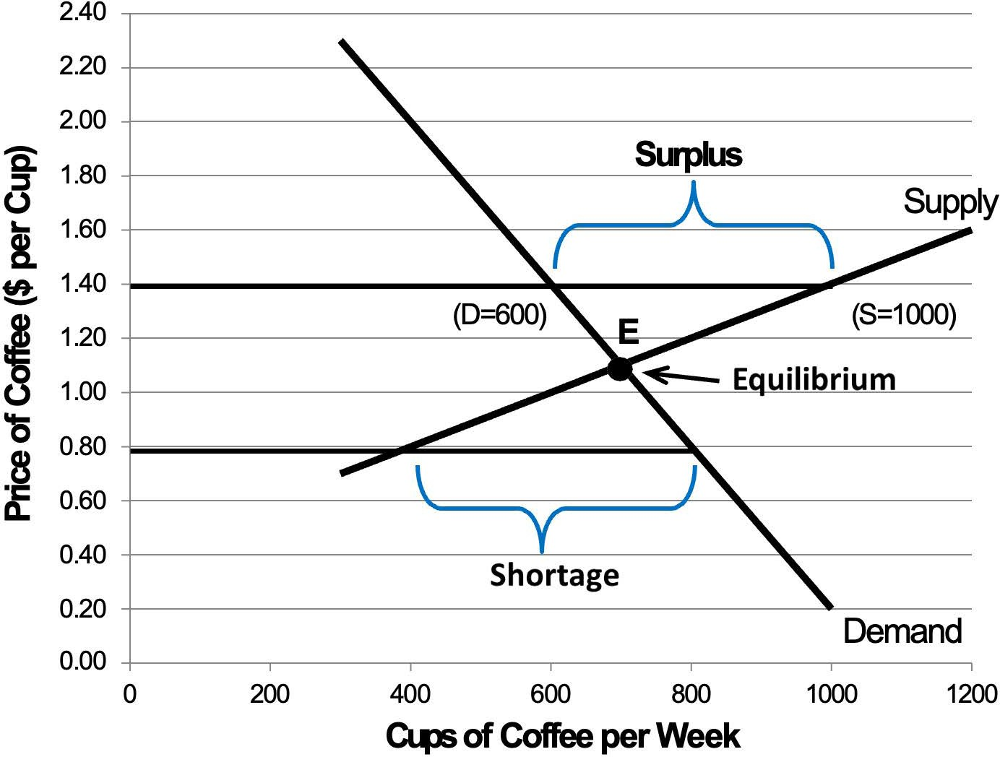 2.40
2.20
2.00
1.80
1.60
1.40
1.20
1.00
0.80
0.60
0.40
0.20
0.00
Price of Coffee ($ per Cup)
Surplus
Supply
(D=600)
(S=1000)
E
Equilibrium
Shortage
Demand
0 200 400 600 800 1000 1200
Cups of Coffee per Week